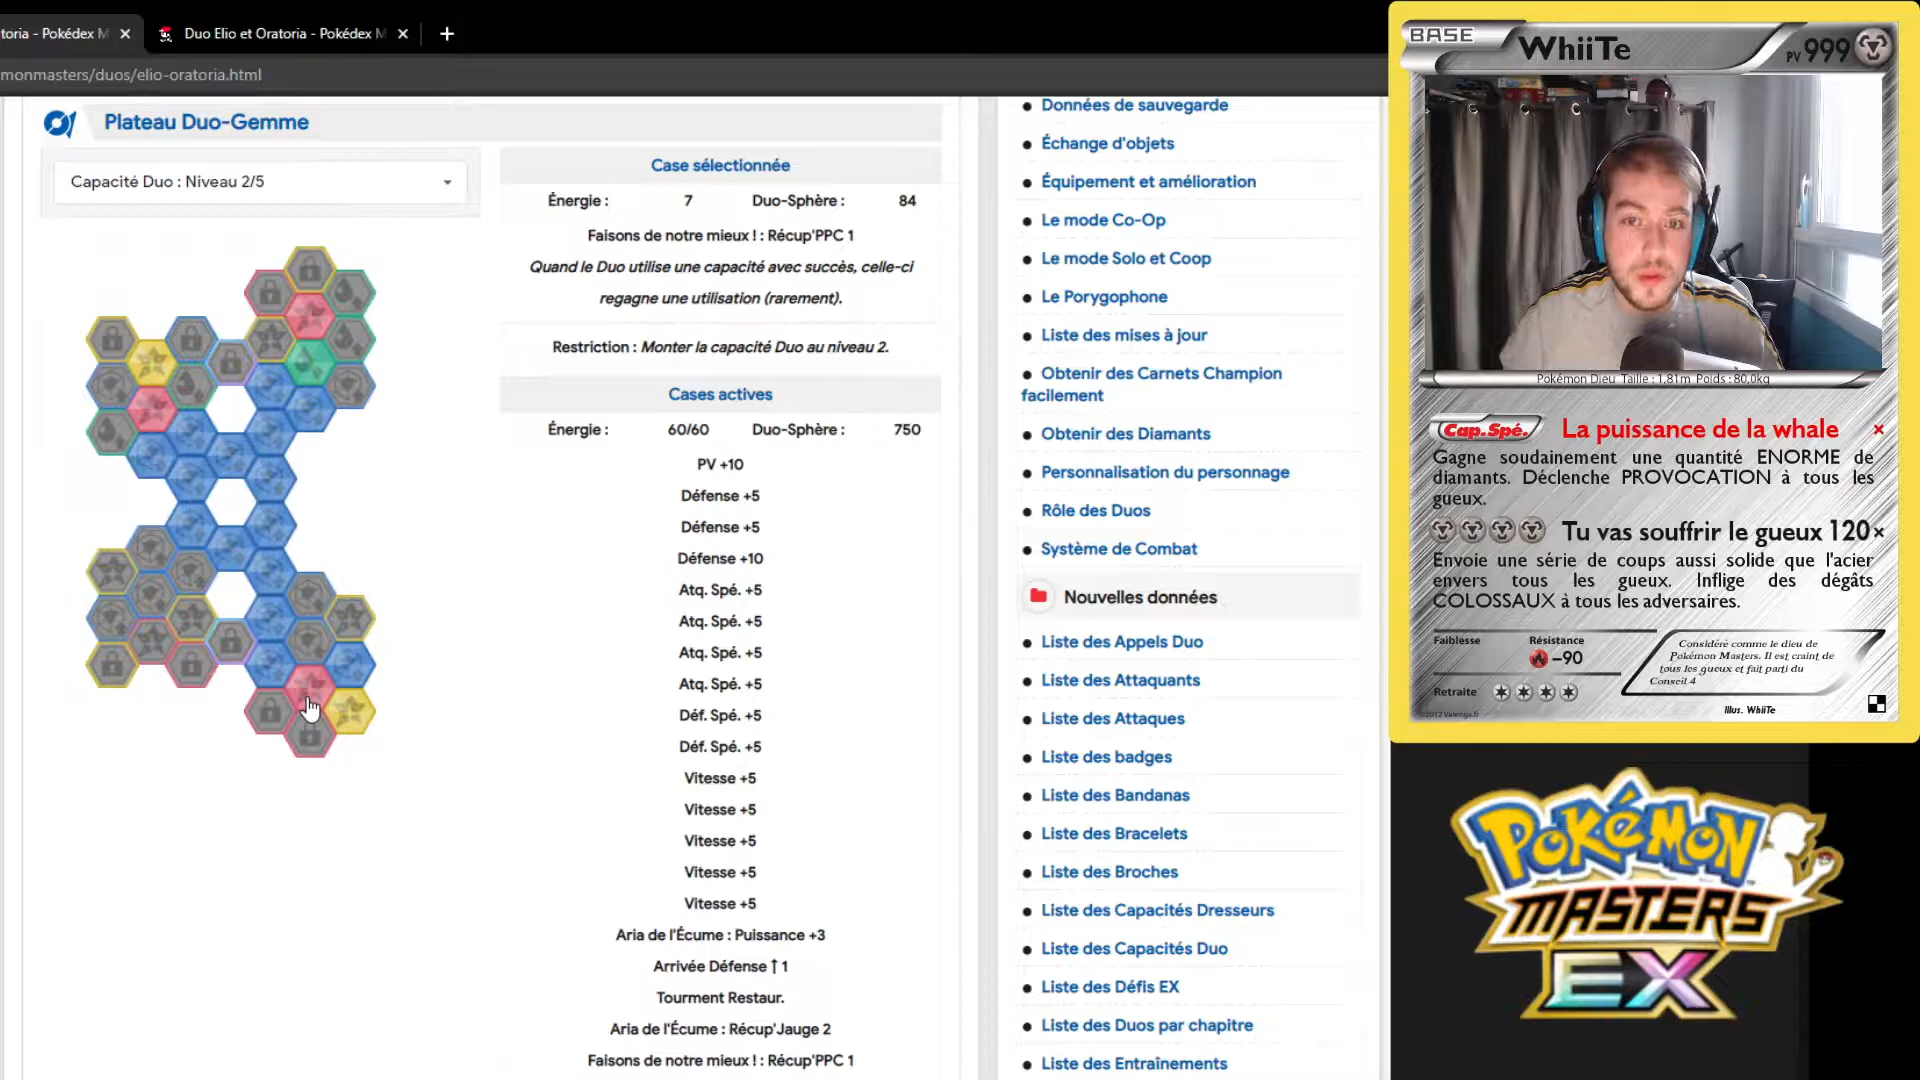 toria - Pokédex M
Duo Elio et Oratoria - Pokédex M
monmasters/duos/elio-oratoria.html
Plateau Duo-Gemme
Capacité Duo : Niveau 2/5
Case sélectionnée
Énergie : 7 Duo-Sphère : 84
Faisons de notre mieux ! : Récup'PPC 1
Quand le Duo utilise une capacité avec succès, celle-ci
regagne une utilisation (rarement).
Restriction : Monter la capacité Duo au niveau 2.
Cases actives
Énergie : 60/60 Duo-Sphère : 750
PV +10
Défense +5
Défense +5
Défense +10
Atq. Spé. +5
Atq. Spé. +5
Atq. Spé. +5
Atq. Spé. +5
Déf. Spé. +5
Déf. Spé. +5
Vitesse +5
Vitesse +5
Vitesse +5
Vitesse +5
Vitesse +5
Aria de l'Écume : Puissance +3
Arrivée Défense ↑ 1
Tourment Restaur.
Aria de l'Écume : Récup'Jauge 2
Faisons de notre mieux ! : Récup'PPC 1
Données de sauvegarde
Échange d'objets
Équipement et amélioration
Le mode Co-Op
Le mode Solo et Coop
Le Porygophone
Liste des mises à jour
Obtenir des Carnets Champion
facilement
Obtenir des Diamants
Personnalisation du personnage
Rôle des Duos
Système de Combat
Nouvelles données
Liste des Appels Duo
Liste des Attaquants
Liste des Attaques
Liste des badges
Liste des Bandanas
Liste des Bracelets
Liste des Broches
Liste des Capacités Dresseurs
Liste des Capacités Duo
Liste des Défis EX
Liste des Duos par chapitre
Liste des Entraînements
BASE
WhiiTe
PV 999
Pokémon Dieu Taille : 1,81m Poids : 80,0kg
Cap.Spé. La puissance de la whale ×
Gagne soudainement une quantité ENORME de
diamants. Déclenche PROVOCATION à tous les
gueux.
Tu vas souffrir le gueux 120×
Envoie une série de coups aussi solide que l'acier
envers tous les gueux. Inflige des dégâts
COLOSSAUX à tous les adversaires.
Faiblesse Résistance
-90
Retraite
Considéré comme le dieu de
Pokémon Masters. Il est craint de
tous les gueux et fait parti du
Conseil 4
©2012 Valenga.fr
Illus. WhiiTe
POKéMON
MASTERS
EX